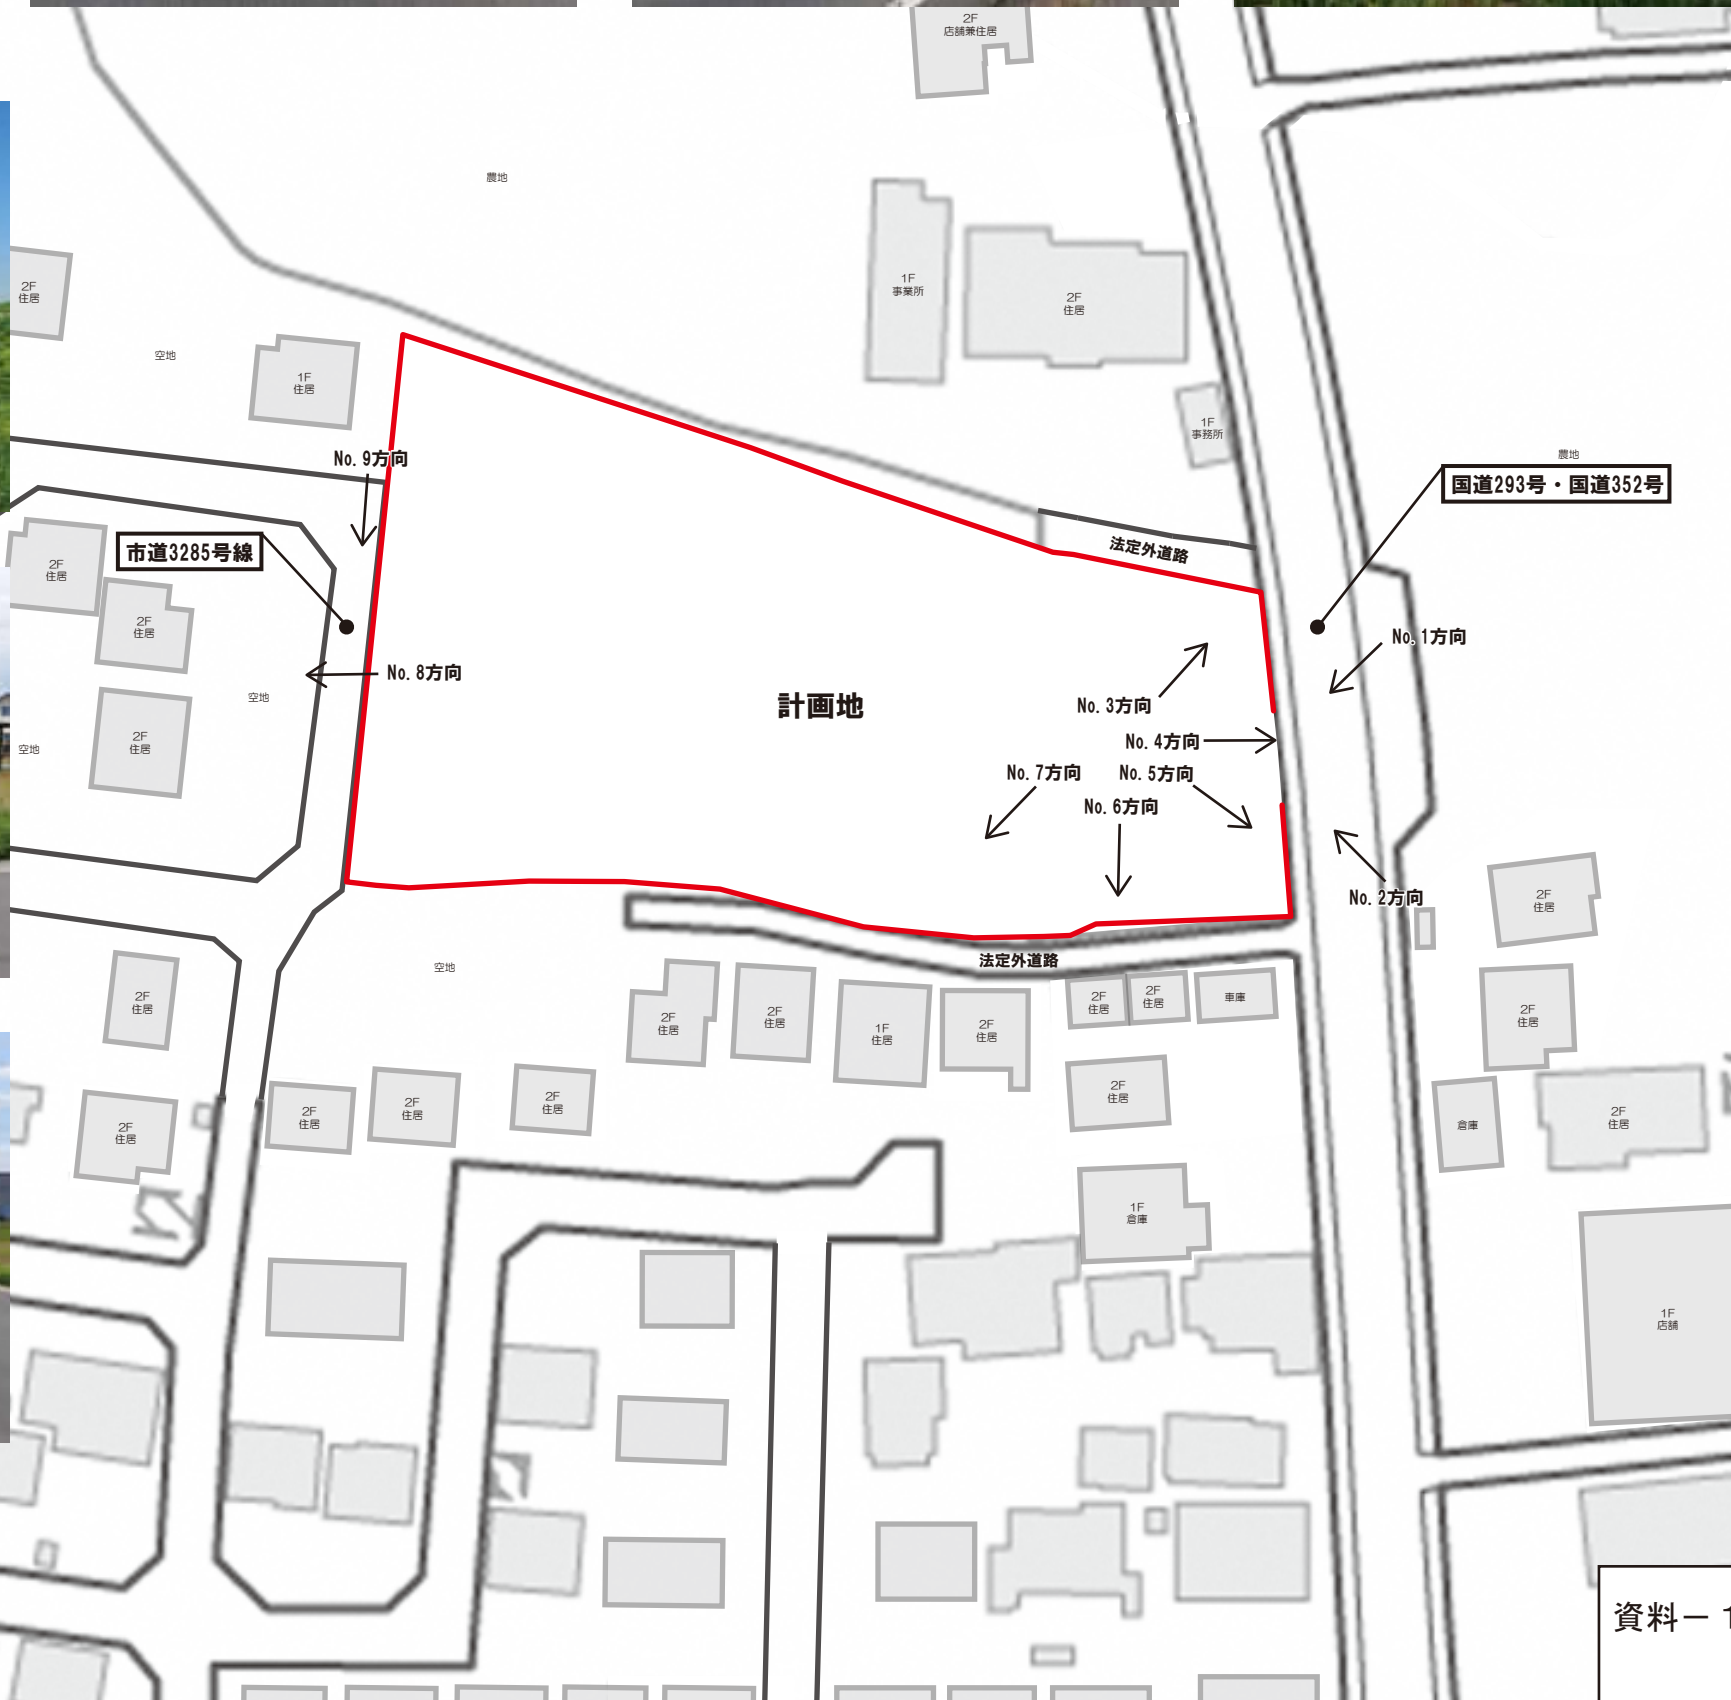 2F
店舗兼住居
農地
1F
事業所
2F
住居
2F
住居
空地
1F
住居
1F
事務所
農地
No. 9方向
国道293号・国道352号
法定外道路
市道3285号線
2F
住居
2F
住居
No. 1方向
No. 8方向
空地
計画地
No. 3方向
2F
住居
空地
No. 4方向
No. 7方向
No. 5方向
No. 6方向
No. 2方向
2F
住居
法定外道路
空地
2F
住居
2F
住居
2F
住居
1F
住居
2F
住居
2F
住居
2F
住居
車庫
2F
住居
2F
住居
2F
住居
2F
住居
2F
住居
2F
住居
倉庫
2F
住居
1F
倉庫
1F
店舗
資料－1